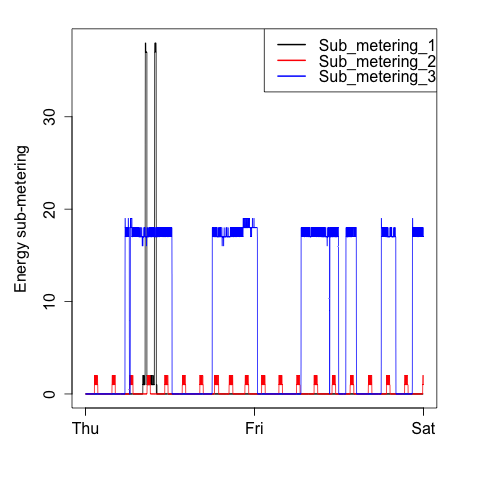 Sub_metering_1
Sub_metering_2
Sub_metering_3
Energy sub-metering
30
20
10
0
Thu Fri Sat